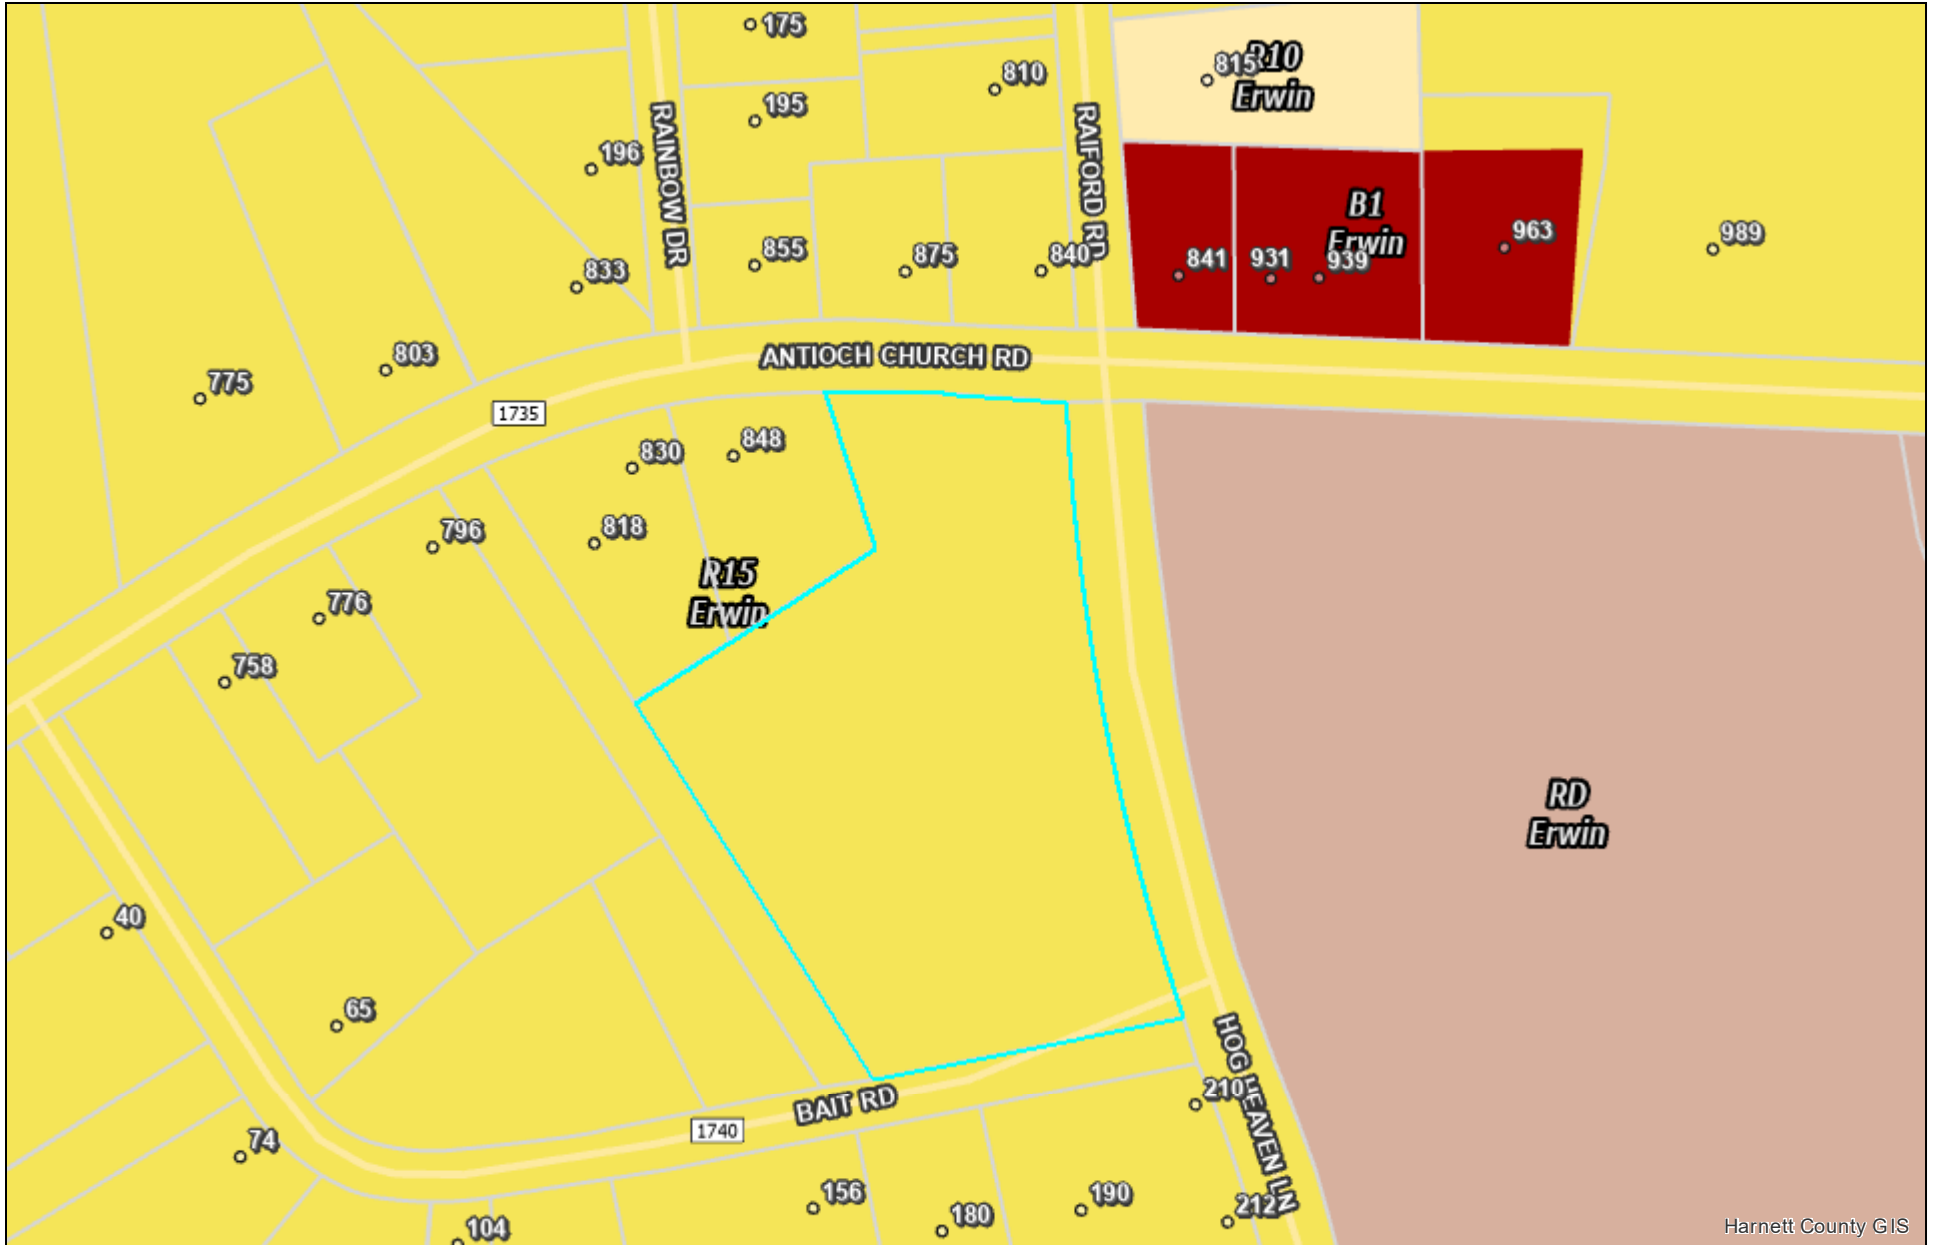 175
810
815
R10
Erwin
195
RAINBOW DR
RAIFORD RD
196
B1
Erwin
855
875
840
841
931
939
963
989
833
803
775
ANTIOCH CHURCH RD
1735
830
848
818
796
R15
Erwin
776
758
RD
Erwin
40
65
HOG HEAVEN LN
210
BAIT RD
1740
74
156
180
190
212
104
Harnett County GIS